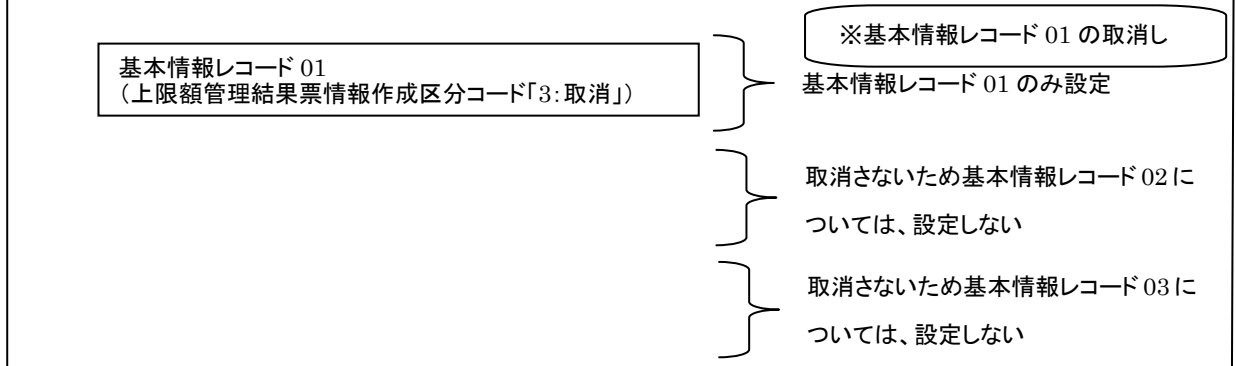 ※基本情報レコード 01 の取消し
基本情報レコード 01
（上限額管理結果票情報作成区分コード「3：取消」）
基本情報レコード 01 のみ設定
取消さないため基本情報レコード 02 に
ついては、設定しない
取消さないため基本情報レコード 03 に
ついては、設定しない